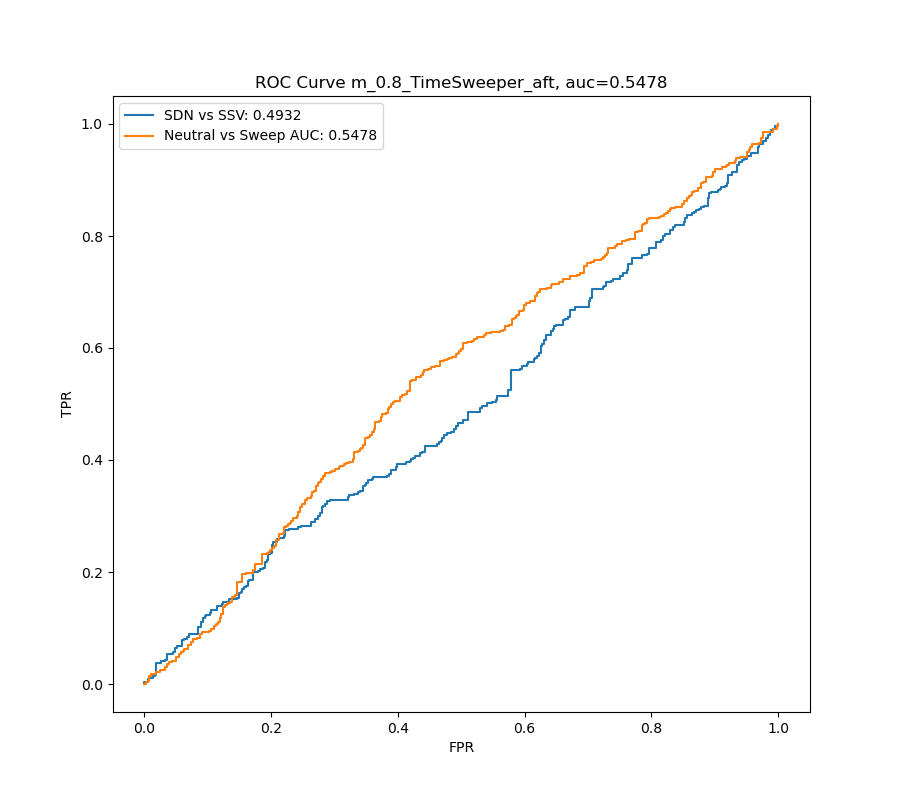 ROC Curve m_0.8_TimeSweeper_aft, auc=0.5478
SDN vs SSV: 0.4932
Neutral vs Sweep AUC: 0.5478
1.0
0.8
0.6
0.4
0.2
0.0
TPR
0.0 0.2 0.4 0.6 0.8 1.0
FPR